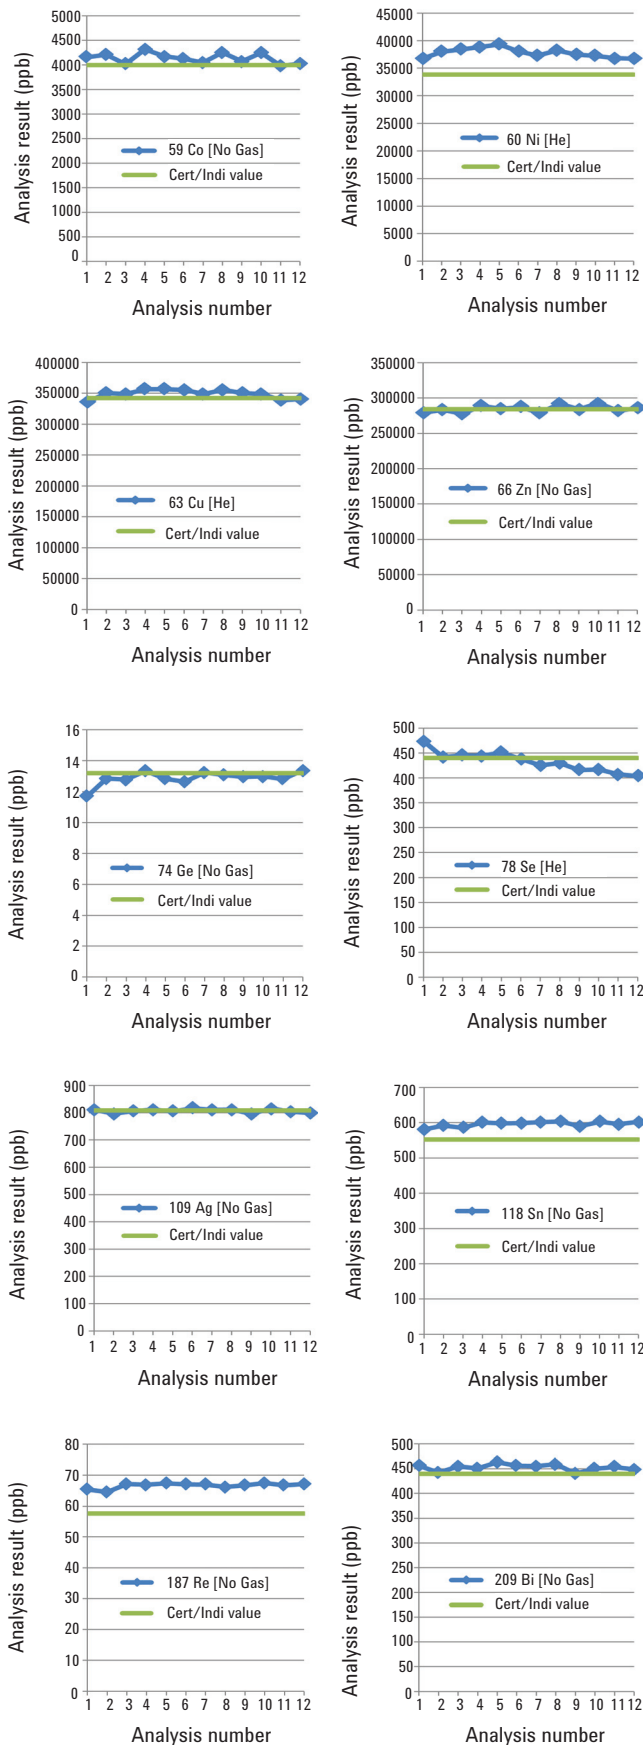 Analysis result (ppb)
5000
4500
4000
3500
3000
2500
2000
1500
1000
500
0
59 Co [No Gas]
Cert/Indi value
1 2 3 4 5 6 7 8 9 10 11 12
Analysis number
Analysis result (ppb)
45000
40000
35000
30000
25000
20000
15000
10000
5000
0
60 Ni [He]
Cert/Indi value
1 2 3 4 5 6 7 8 9 10 11 12
Analysis number
Analysis result (ppb)
400000
350000
300000
250000
200000
150000
100000
50000
0
63 Cu [He]
Cert/Indi value
1 2 3 4 5 6 7 8 9 10 11 12
Analysis number
Analysis result (ppb)
350000
300000
250000
200000
150000
100000
50000
0
66 Zn [No Gas]
Cert/Indi value
1 2 3 4 5 6 7 8 9 10 11 12
Analysis number
Analysis result (ppb)
16
14
12
10
8
6
4
2
0
74 Ge [No Gas]
Cert/Indi value
1 2 3 4 5 6 7 8 9 10 11 12
Analysis number
Analysis result (ppb)
500
450
400
350
300
250
200
150
100
50
0
78 Se [He]
Cert/Indi value
1 2 3 4 5 6 7 8 9 10 11 12
Analysis number
Analysis result (ppb)
900
800
700
600
500
400
300
200
100
0
109 Ag [No Gas]
Cert/Indi value
1 2 3 4 5 6 7 8 9 10 11 12
Analysis number
Analysis result (ppb)
700
600
500
400
300
200
100
0
118 Sn [No Gas]
Cert/Indi value
1 2 3 4 5 6 7 8 9 10 11 12
Analysis number
Analysis result (ppb)
80
70
60
50
40
30
20
10
0
187 Re [No Gas]
Cert/Indi value
1 2 3 4 5 6 7 8 9 10 11 12
Analysis number
Analysis result (ppb)
500
450
400
350
300
250
200
150
100
50
0
209 Bi [No Gas]
Cert/Indi value
1 2 3 4 5 6 7 8 9 10 11 12
Analysis number